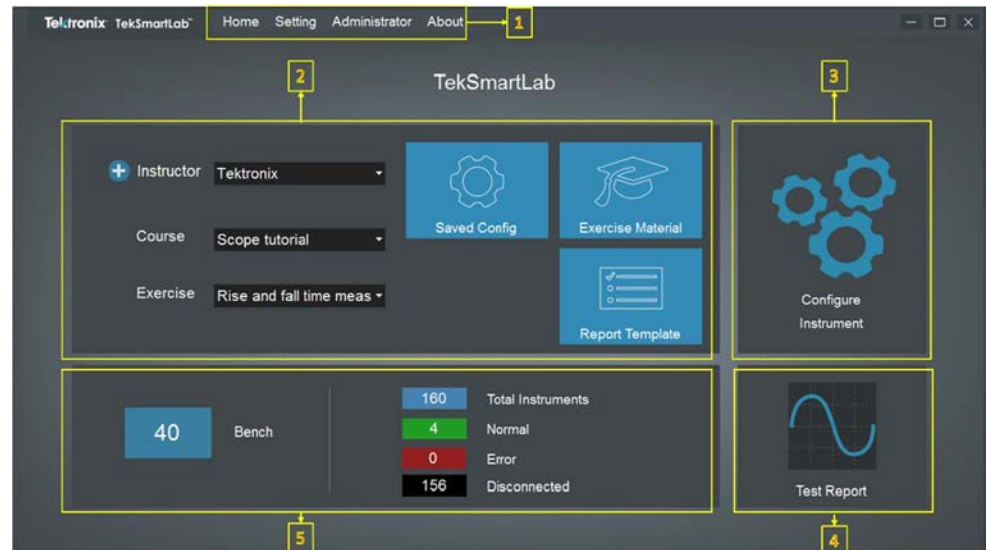 Tektronix TekSmartLab™ Home Setting Administrator About 1
2 3
TekSmartLab
Instructor Tektronix
Course Scope tutorial
Exercise Rise and fall time meas
Saved Config Exercise Material
Report Template
Configure
Instrument
40 Bench
160 Total Instruments
4 Normal
0 Error
156 Disconnected
Test Report
5 4